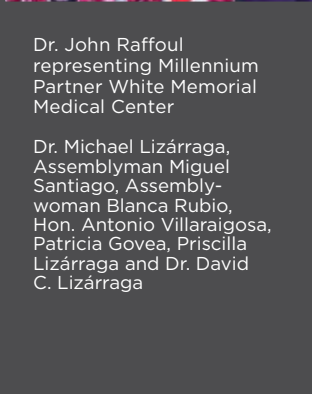 Dr. John Raffoul
representing Millennium
Partner White Memorial
Medical Center
Dr. Michael Lizárraga,
Assemblyman Miguel
Santiago, Assembly-
woman Blanca Rubio,
Hon. Antonio Villaraigosa,
Patricia Govea, Priscilla
Lizárraga and Dr. David
C. Lizárraga